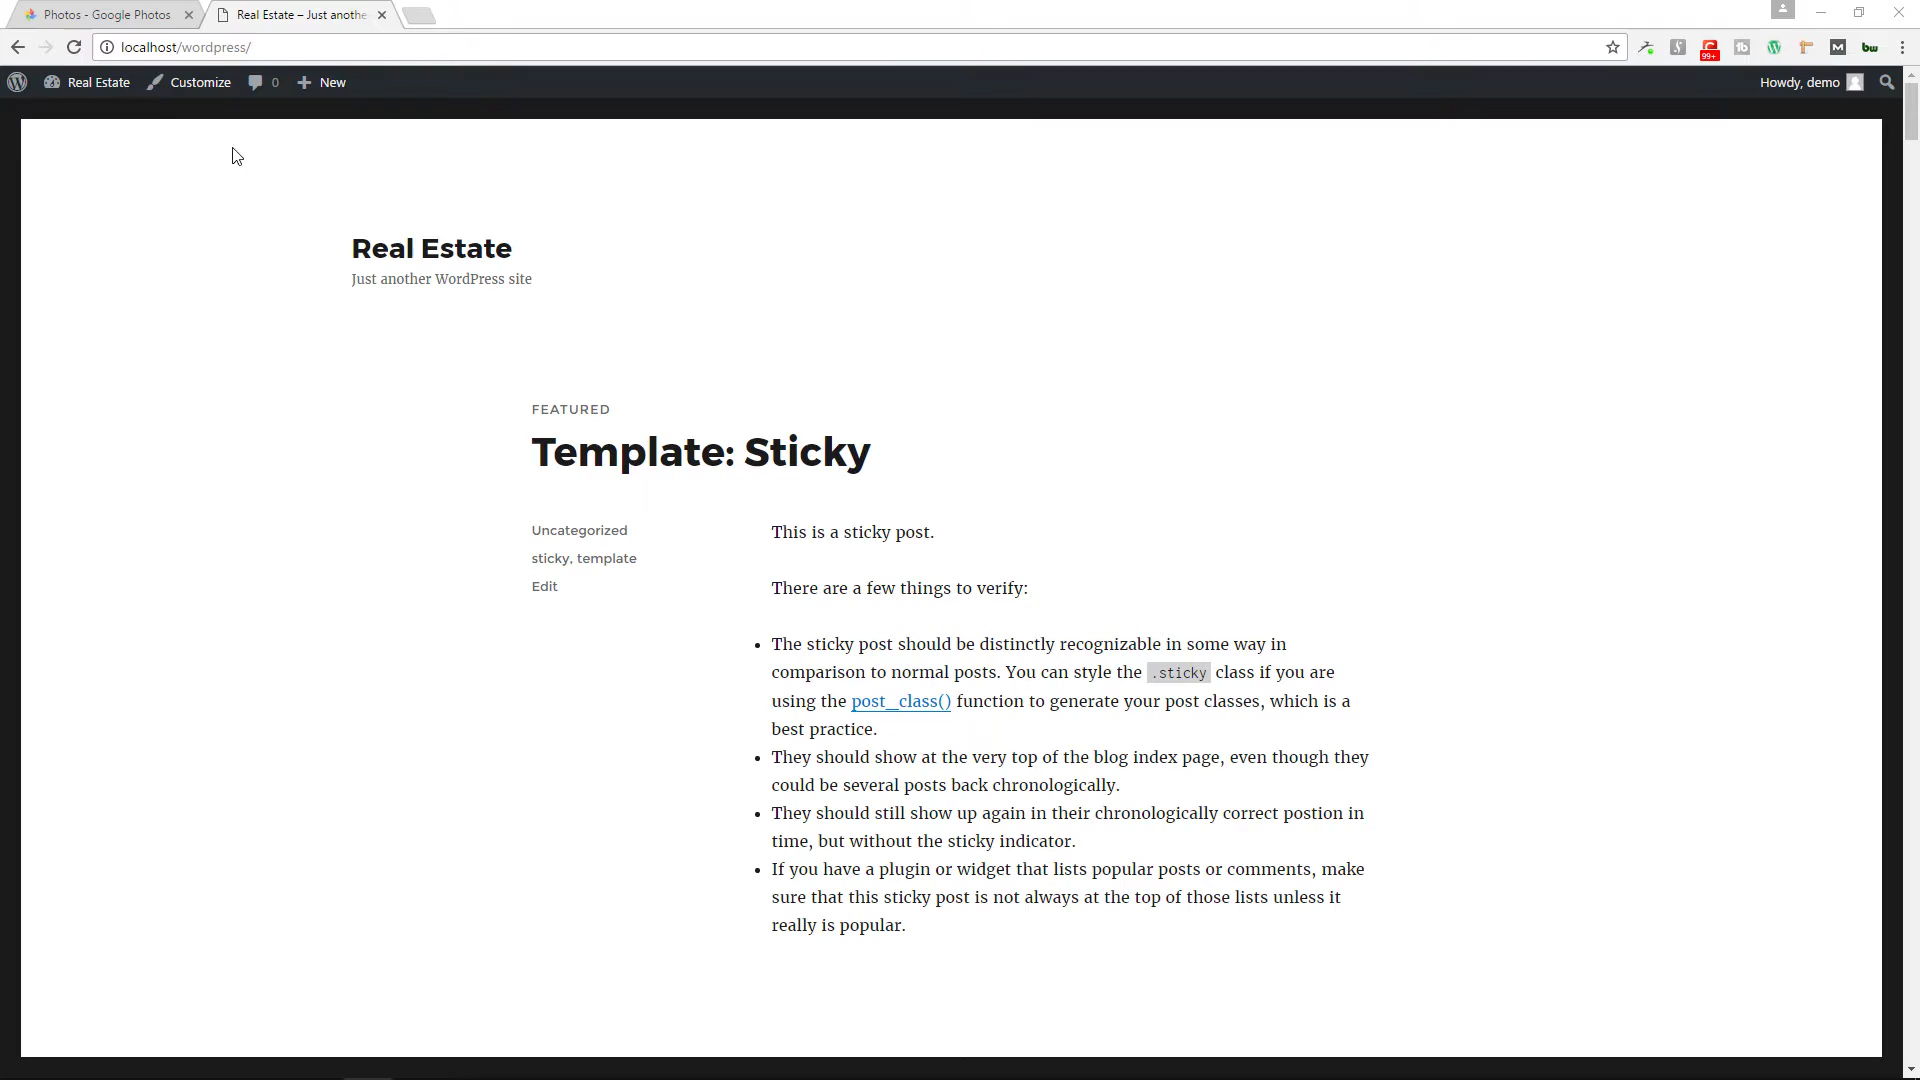 Photos - Google Photos
Real Estate – Just anothe
localhost/wordpress/
99+
tb
M
bw
Real Estate
Customize
0
New
Howdy, demo
Real Estate
Just another WordPress site
FEATURED
Template: Sticky
Uncategorized
sticky, template
Edit
This is a sticky post.
There are a few things to verify:
The sticky post should be distinctly recognizable in some way in
comparison to normal posts. You can style the .sticky class if you are
using the post_class() function to generate your post classes, which is a
best practice.
They should show at the very top of the blog index page, even though they
could be several posts back chronologically.
They should still show up again in their chronologically correct postion in
time, but without the sticky indicator.
If you have a plugin or widget that lists popular posts or comments, make
sure that this sticky post is not always at the top of those lists unless it
really is popular.